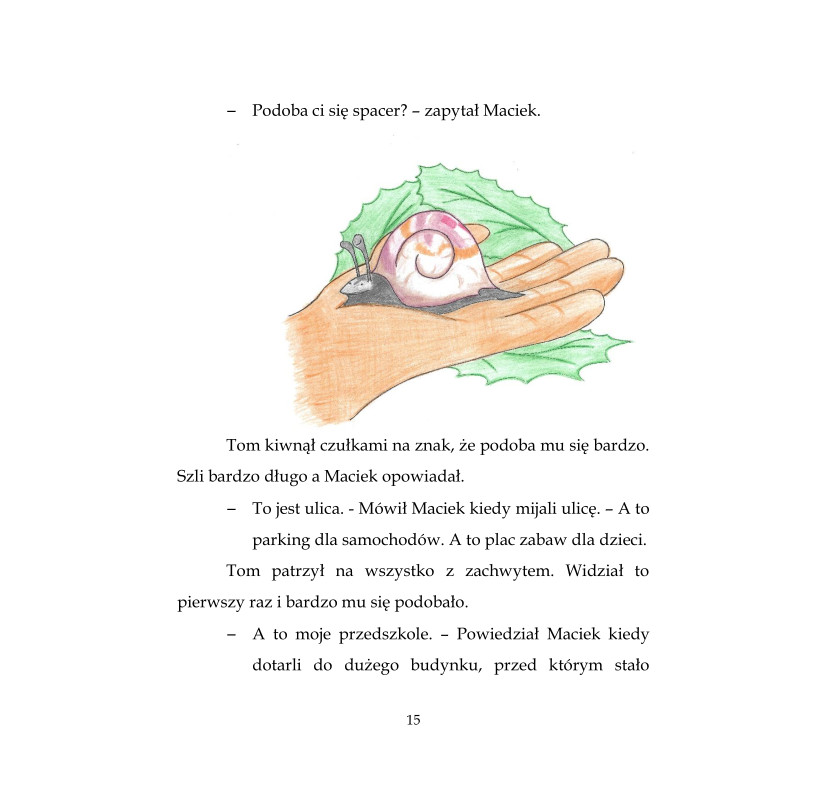 – Podoba ci się spacer? – zapytał Maciek.
Tom kiwnął czułkami na znak, że podoba mu się bardzo.
Szli bardzo długo a Maciek opowiadał.
– To jest ulica. - Mówił Maciek kiedy mijali ulicę. – A to
parking dla samochodów. A to plac zabaw dla dzieci.
Tom patrzył na wszystko z zachwytem. Widział to
pierwszy raz i bardzo mu się podobało.
– A to moje przedszkole. – Powiedział Maciek kiedy
dotarli do dużego budynku, przed którym stało
15